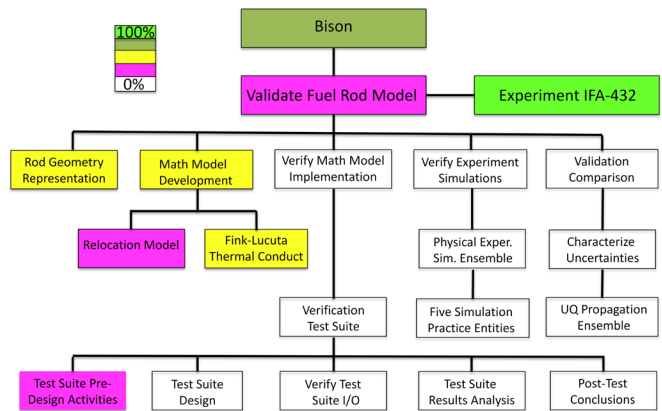 100%
0%
Bison
Validate Fuel Rod Model
Experiment IFA-432
Rod Geometry
Representation
Math Model
Development
Verify Math Model
Implementation
Verify Experiment
Simulations
Validation
Comparison
Relocation Model
Fink-Lucuta
Thermal Conduct
Physical Exper.
Sim. Ensemble
Characterize
Uncertainties
Verification
Test Suite
Five Simulation
Practice Entities
UQ Propagation
Ensemble
Test Suite Pre-
Design Activities
Test Suite
Design
Verify Test
Suite I/O
Test Suite
Results Analysis
Post-Test
Conclusions